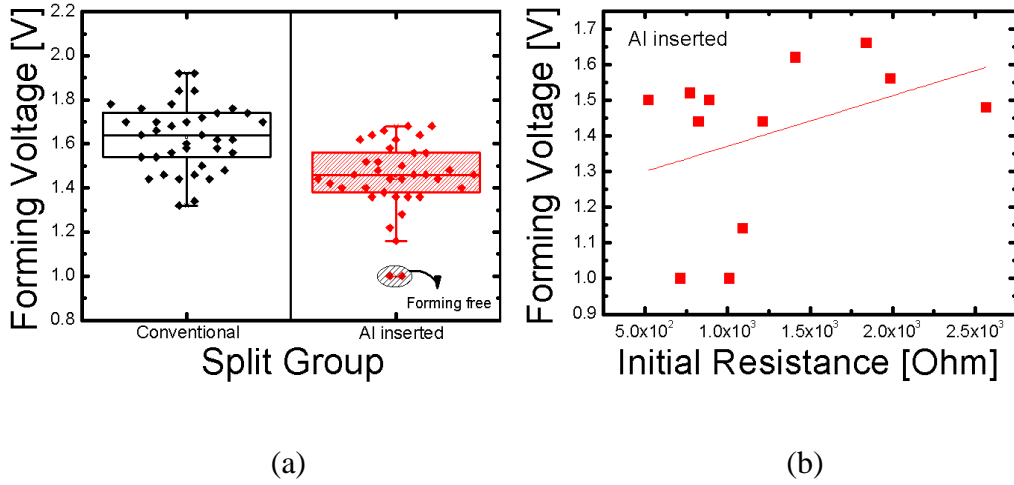 Forming Voltage [V]
2.2
2.0
1.8
1.6
1.4
1.2
1.0
0.8
Forming free
Conventional
Al inserted
Split Group
(a)
Forming Voltage [V]
1.7
1.6
1.5
1.4
1.3
1.2
1.1
1.0
0.9
Al inserted
5.0x10² 1.0x10³ 1.5x10³ 2.0x10³ 2.5x10³
Initial Resistance [Ohm]
(b)